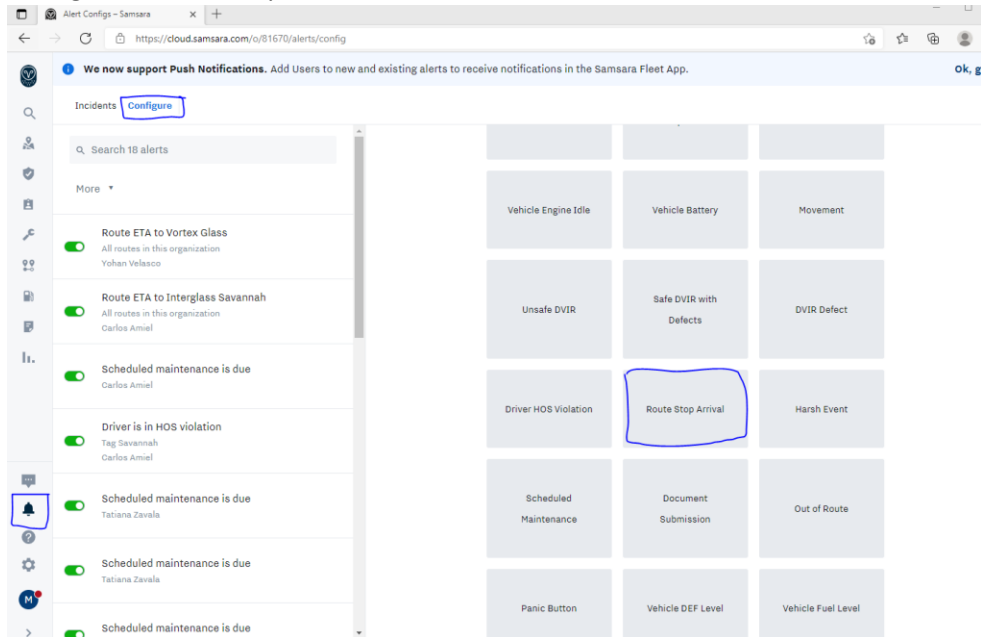 Alert Configs – Samsara
https://cloud.samsara.com/o/81670/alerts/config
We now support Push Notifications. Add Users to new and existing alerts to receive notifications in the Samsara Fleet App.
Ok, g
Incidents Configure
Search 18 alerts
More
Route ETA to Vortex Glass
All routes in this organization
Yohan Velasco
Route ETA to Interglass Savannah
All routes in this organization
Carlos Amiel
Scheduled maintenance is due
Carlos Amiel
Driver is in HOS violation
Tag Savannah
Carlos Amiel
Scheduled maintenance is due
Tatiana Zavala
Scheduled maintenance is due
Tatiana Zavala
Scheduled maintenance is due
Vehicle Engine Idle
Vehicle Battery
Movement
Unsafe DVIR
Safe DVIR with
Defects
DVIR Defect
Driver HOS Violation
Route Stop Arrival
Harsh Event
Scheduled
Maintenance
Document
Submission
Out of Route
Panic Button
Vehicle DEF Level
Vehicle Fuel Level
M